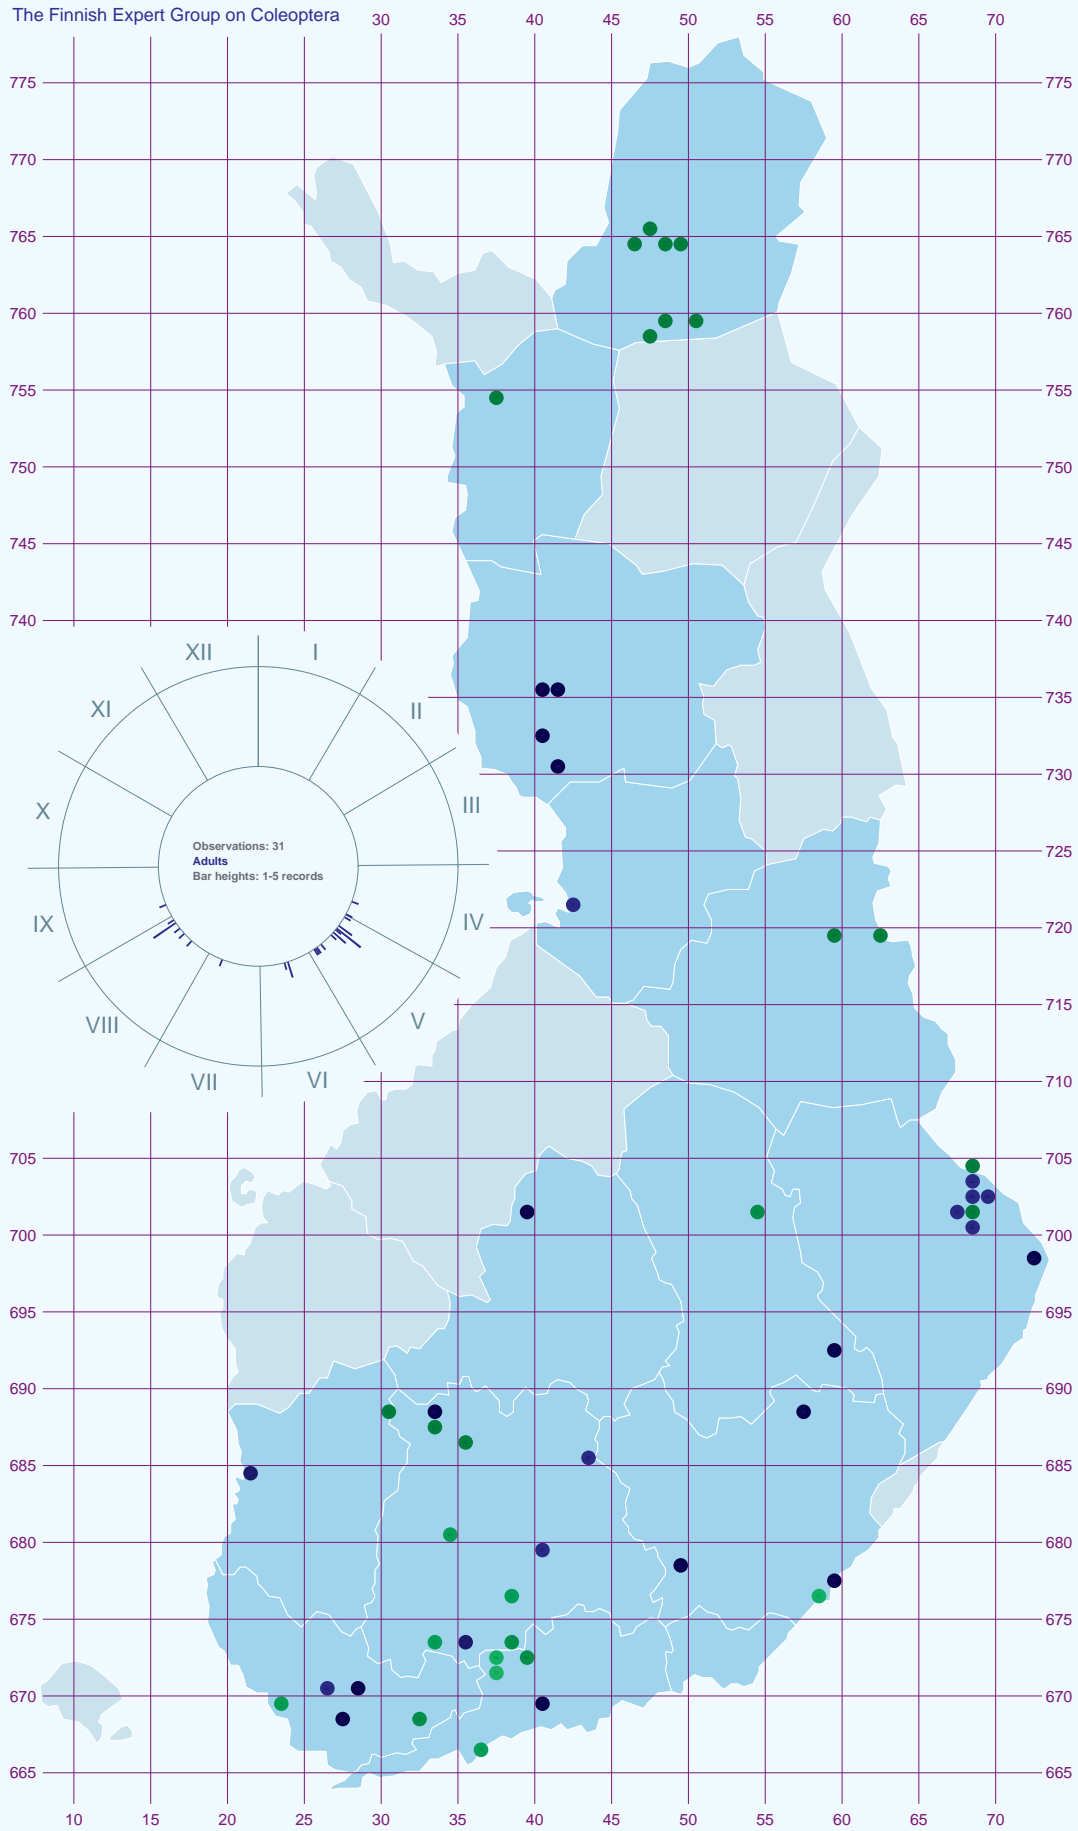 The Finnish Expert Group on Coleoptera
30 35 40 45 50 55 60 65 70
775 775
770 770
765 765
760 760
755 755
750 750
745 745
740 740
XII I
XI II
735
730
X III
725
Observations: 31
Adults
Bar heights: 1-5 records
IX IV
720
715
VIII V
VII VI
710
705 705
700 700
695 695
690 690
685 685
680 680
675 675
670 670
665 665
10 15 20 25 30 35 40 45 50 55 60 65 70